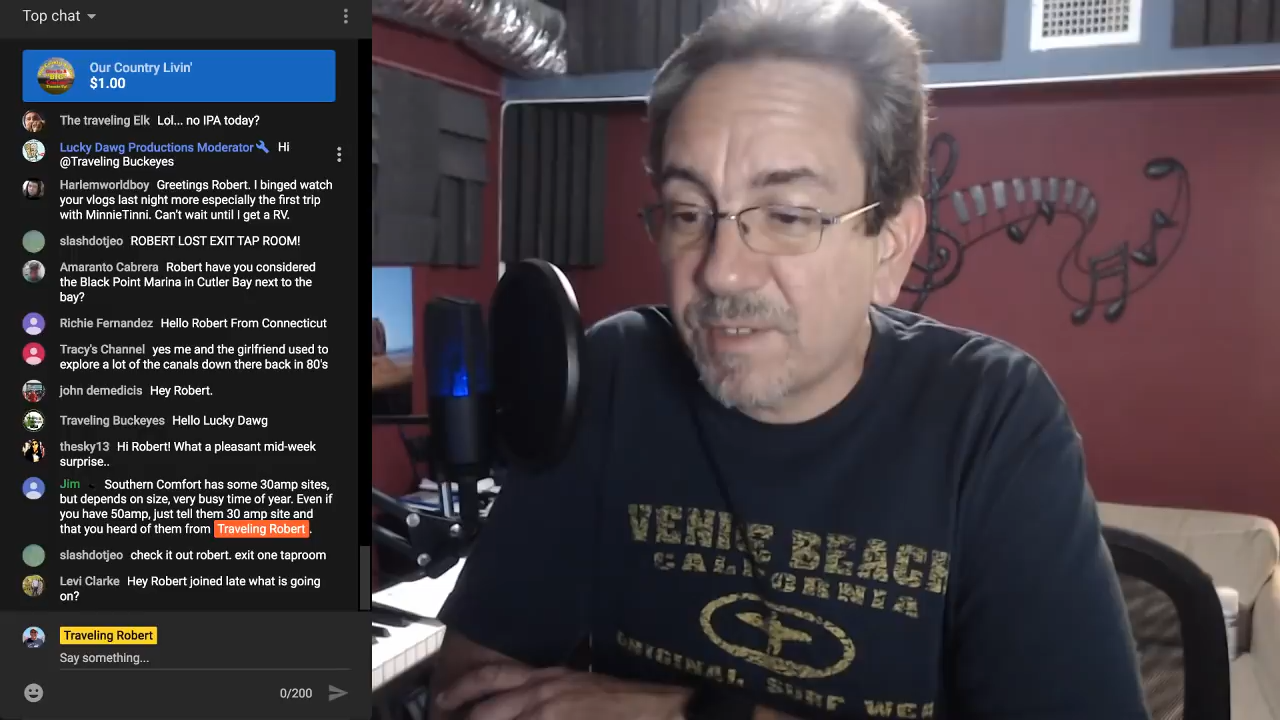 Top chat
Our Country Livin'
$1.00
The traveling Elk Lol... no IPA today?
Lucky Dawg Productions Moderator Hi
@Traveling Buckeyes
Harlemworldboy Greetings Robert. I binged watch
your vlogs last night more especially the first trip
with MinnieTinni. Can't wait until I get a RV.
slashdotjeo ROBERT LOST EXIT TAP ROOM!
Amaranto Cabrera Robert have you considered
the Black Point Marina in Cutler Bay next to the
bay?
Richie Fernandez Hello Robert From Connecticut
Tracy's Channel yes me and the girlfriend used to
explore a lot of the canals down there back in 80's
john demedicis Hey Robert.
Traveling Buckeyes Hello Lucky Dawg
thesky13 Hi Robert! What a pleasant mid-week
surprise..
Jim Southern Comfort has some 30amp sites,
but depends on size, very busy time of year. Even if
you have 50amp, just tell them 30 amp site and
that you heard of them from Traveling Robert.
slashdotjeo check it out robert. exit one taproom
Levi Clarke Hey Robert joined late what is going
on?
Traveling Robert
Say something...
0/200
VENICE BEACH
CALIFORNIA
ORIGINAL SURF WEA